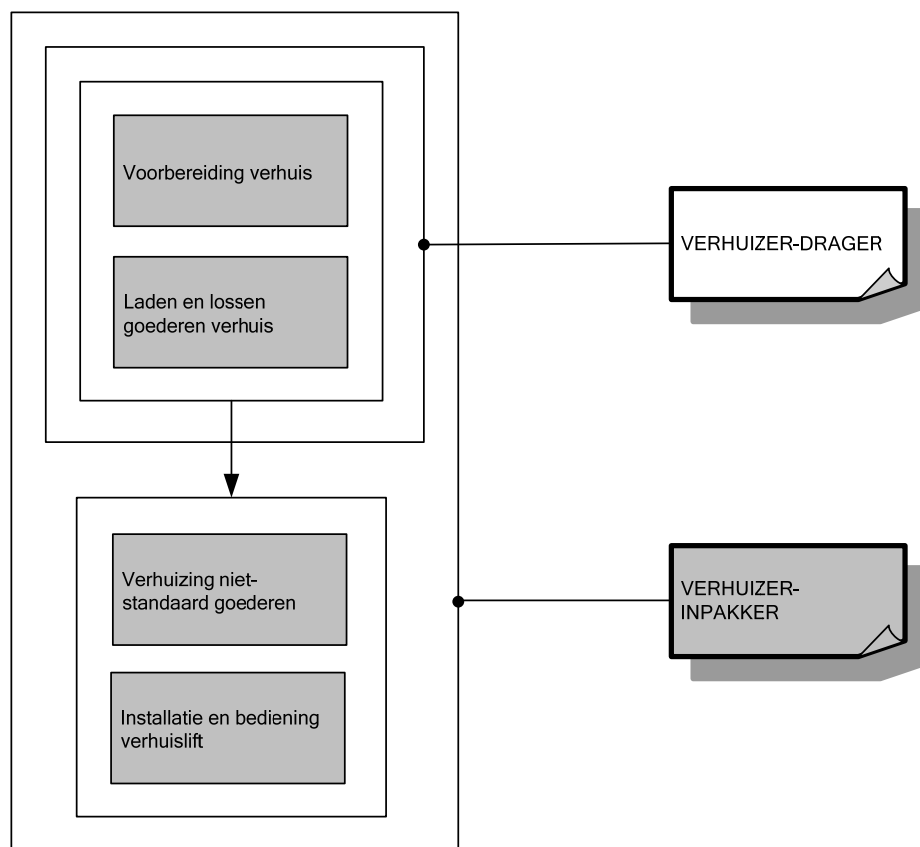 Voorbereiding verhuis
Laden en lossen
goederen verhuis
VERHUIZER-DRAGER
Verhuizing niet-
standaard goederen
Installatie en bediening
verhuislift
VERHUIZER-
INPAKKER